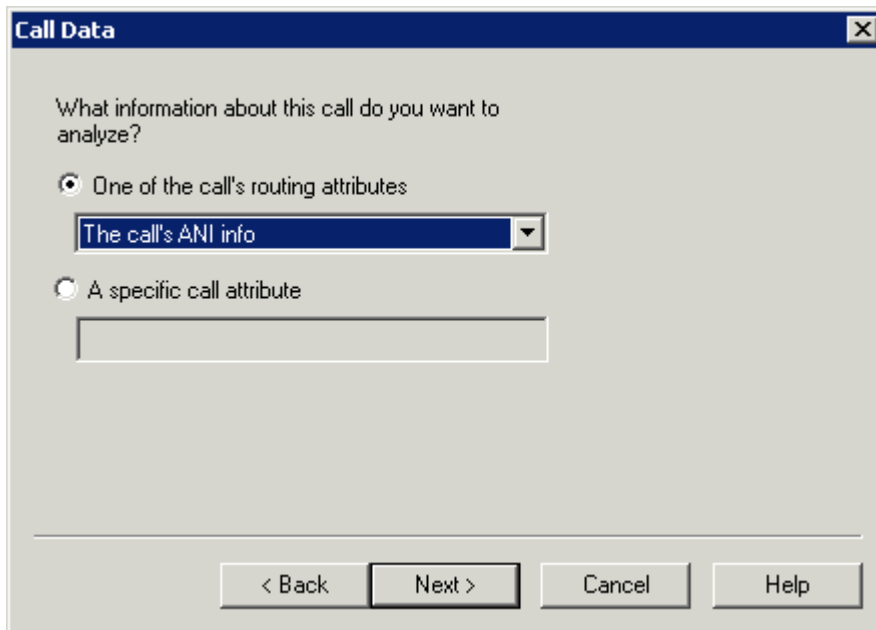 Call Data
What information about this call do you want to
analyze?
One of the call's routing attributes
The call's ANI info
A specific call attribute
< Back
Next >
Cancel
Help